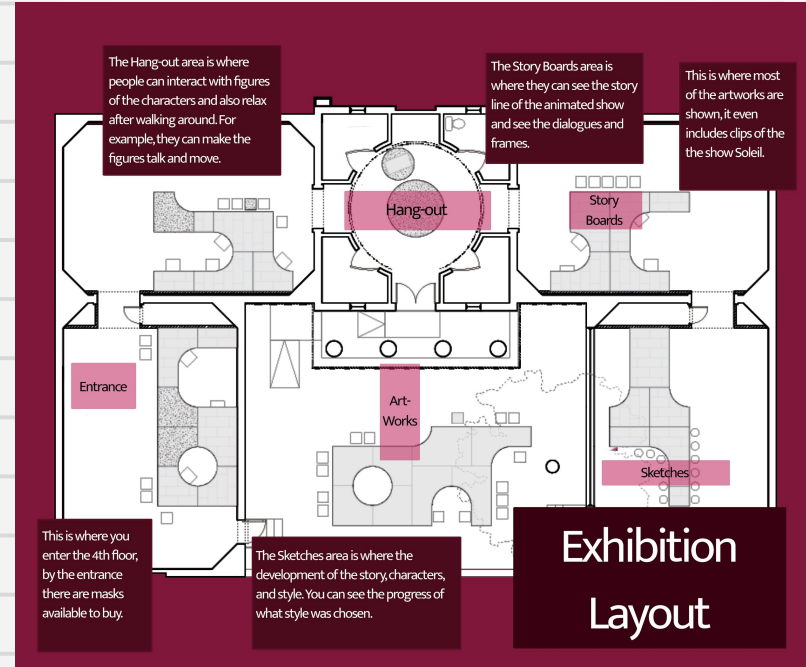 The Hang-out area is where
people can interact with figures
of the characters and also relax
after walking around. For
example, they can make the
figures talk and move.
The Story Boards area is
where they can see the story
line of the animated show
and see the dialogues and
frames.
This is where most
of the artworks are
shown, it even
includes clips of the
the show Soleil.
Hang-out
Story
Boards
Entrance
Art-
Works
Sketches
This is where you
enter the 4th floor,
by the entrance
there are masks
available to buy.
The Sketches area is where the
development of the story, characters,
and style. You can see the progress of
what style was chosen.
Exhibition
Layout